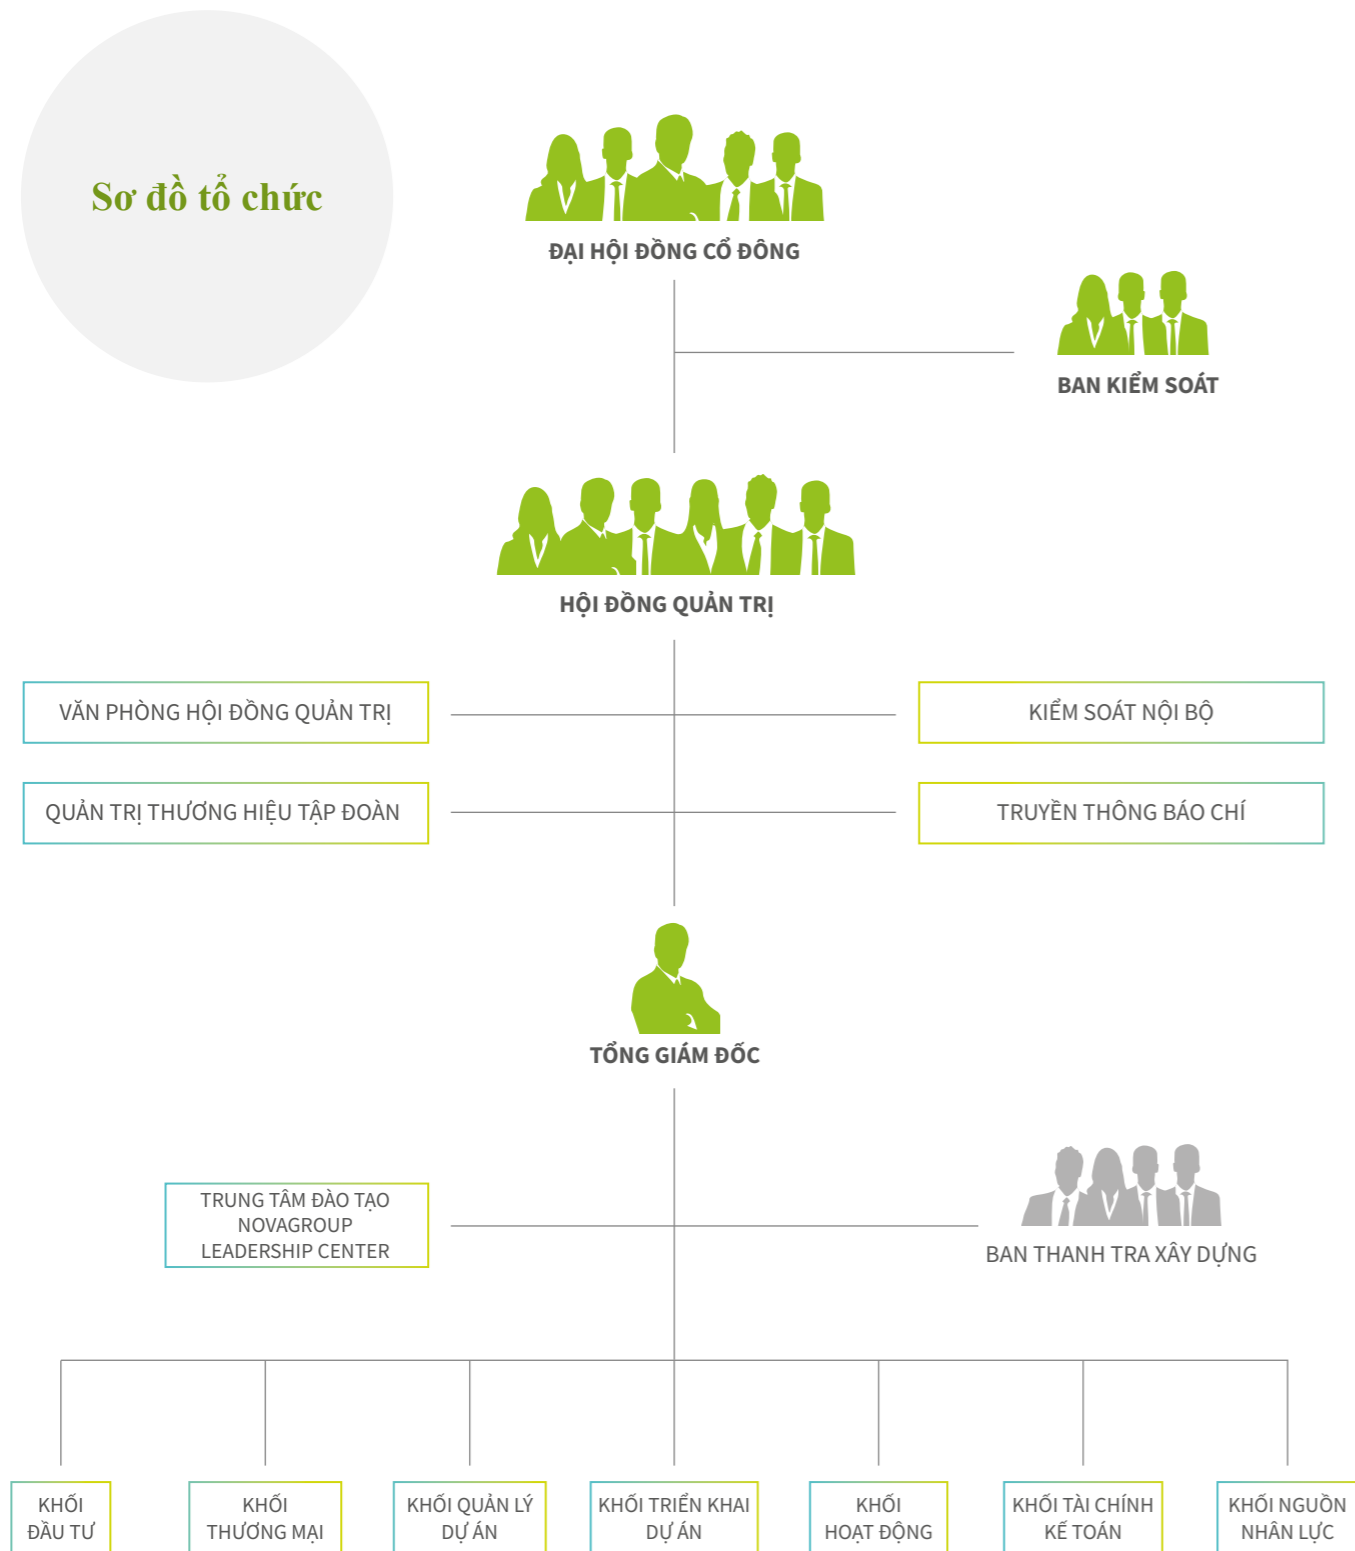 Sơ đồ tổ chức
ĐẠI HỘI ĐỒNG CỔ ĐÔNG
BAN KIỂM SOÁT
HỘI ĐỒNG QUẢN TRỊ
VĂN PHÒNG HỘI ĐỒNG QUẢN TRỊ
KIỂM SOÁT NỘI BỘ
QUẢN TRỊ THƯƠNG HIỆU TẬP ĐOÀN
TRUYỀN THÔNG BÁO CHÍ
TỔNG GIÁM ĐỐC
TRUNG TÂM ĐÀO TẠO
NOVAGROUP
LEADERSHIP CENTER
BAN THANH TRA XÂY DỰNG
KHỐI
ĐẦU TƯ
KHỐI
THƯƠNG MẠI
KHỐI QUẢN LÝ
DỰ ÁN
KHỐI TRIỂN KHAI
DỰ ÁN
KHỐI
HOẠT ĐỘNG
KHỐI TÀI CHÍNH
KẾ TOÁN
KHỐI NGUỒN
NHÂN LỰC